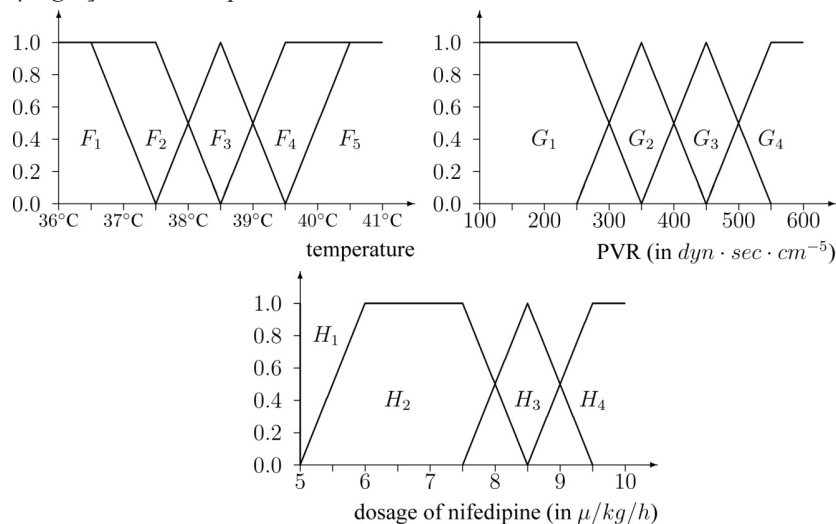 1.0
0.8
0.6
0.4
0.2
0.0
F₁ F₂ F₃ F₄ F₅
36°C 37°C 38°C 39°C 40°C 41°C
temperature
1.0
0.8
0.6
0.4
0.2
0.0
G₁ G₂ G₃ G₄
100 200 300 400 500 600
PVR (in dyn · sec · cm⁻⁵)
1.0
0.8
0.6
0.4
0.2
0.0
H₁
H₂ H₃ H₄
5 6 7 8 9 10
dosage of nifedipine (in μ/kg/h)